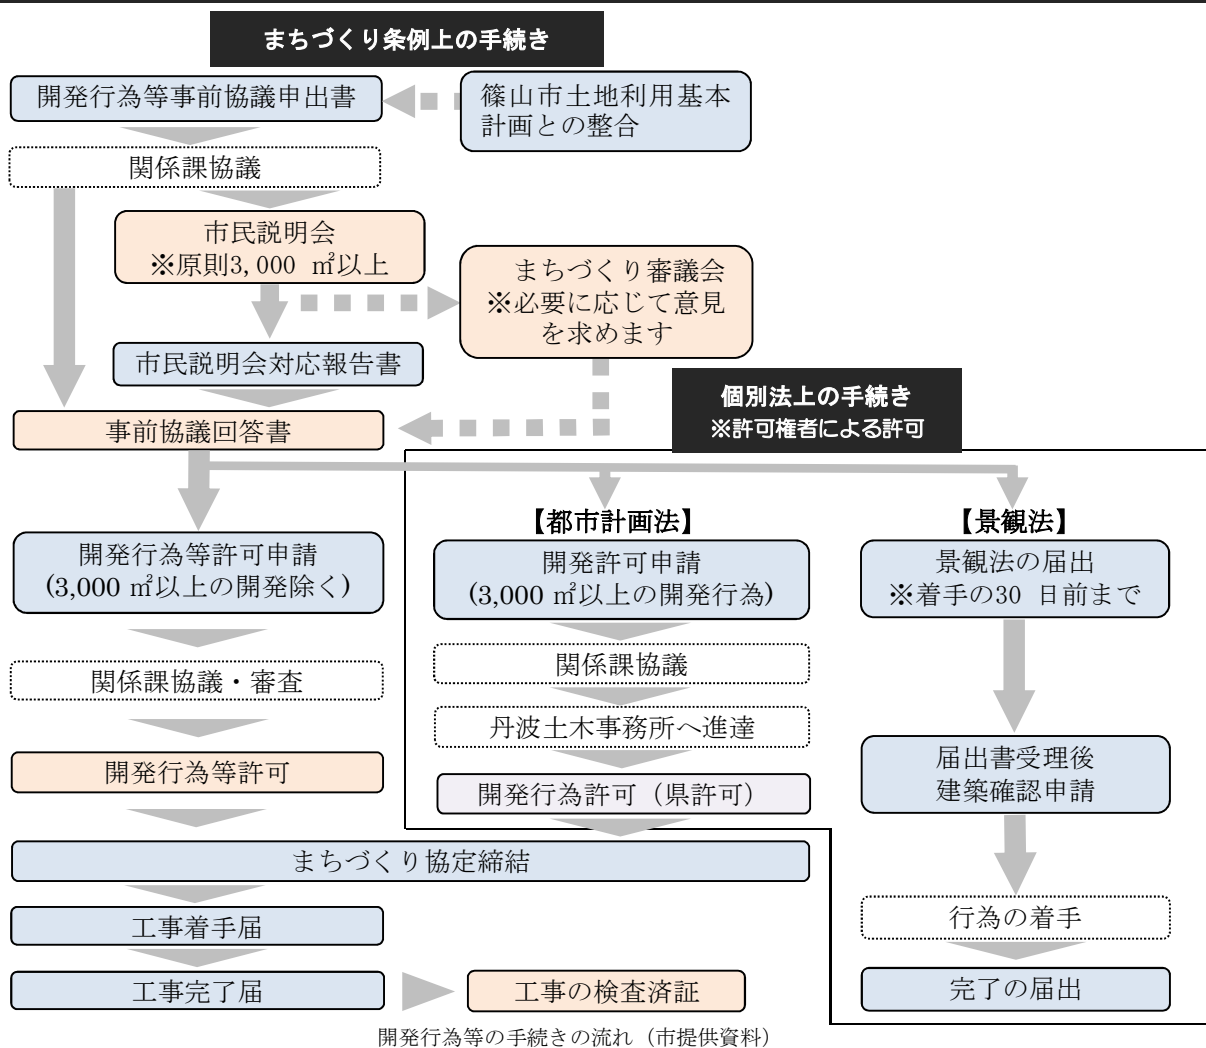 まちづくり条例上の手続き
開発行為等事前協議申出書
篠山市土地利用基本
計画との整合
関係課協議
市民説明会
※原則3,000 ㎡以上
まちづくり審議会
※必要に応じて意見
を求めます
市民説明会対応報告書
事前協議回答書
個別法上の手続き
※許可権者による許可
開発行為等許可申請
(3,000 ㎡以上の開発除く)
関係課協議・審査
開発行為等許可
【都市計画法】
開発許可申請
(3,000 ㎡以上の開発行為)
関係課協議
丹波土木事務所へ進達
開発行為許可（県許可）
【景観法】
景観法の届出
※着手の30 日前まで
届出書受理後
建築確認申請
行為の着手
完了の届出
まちづくり協定締結
工事着手届
工事完了届
工事の検査済証
開発行為等の手続きの流れ（市提供資料）